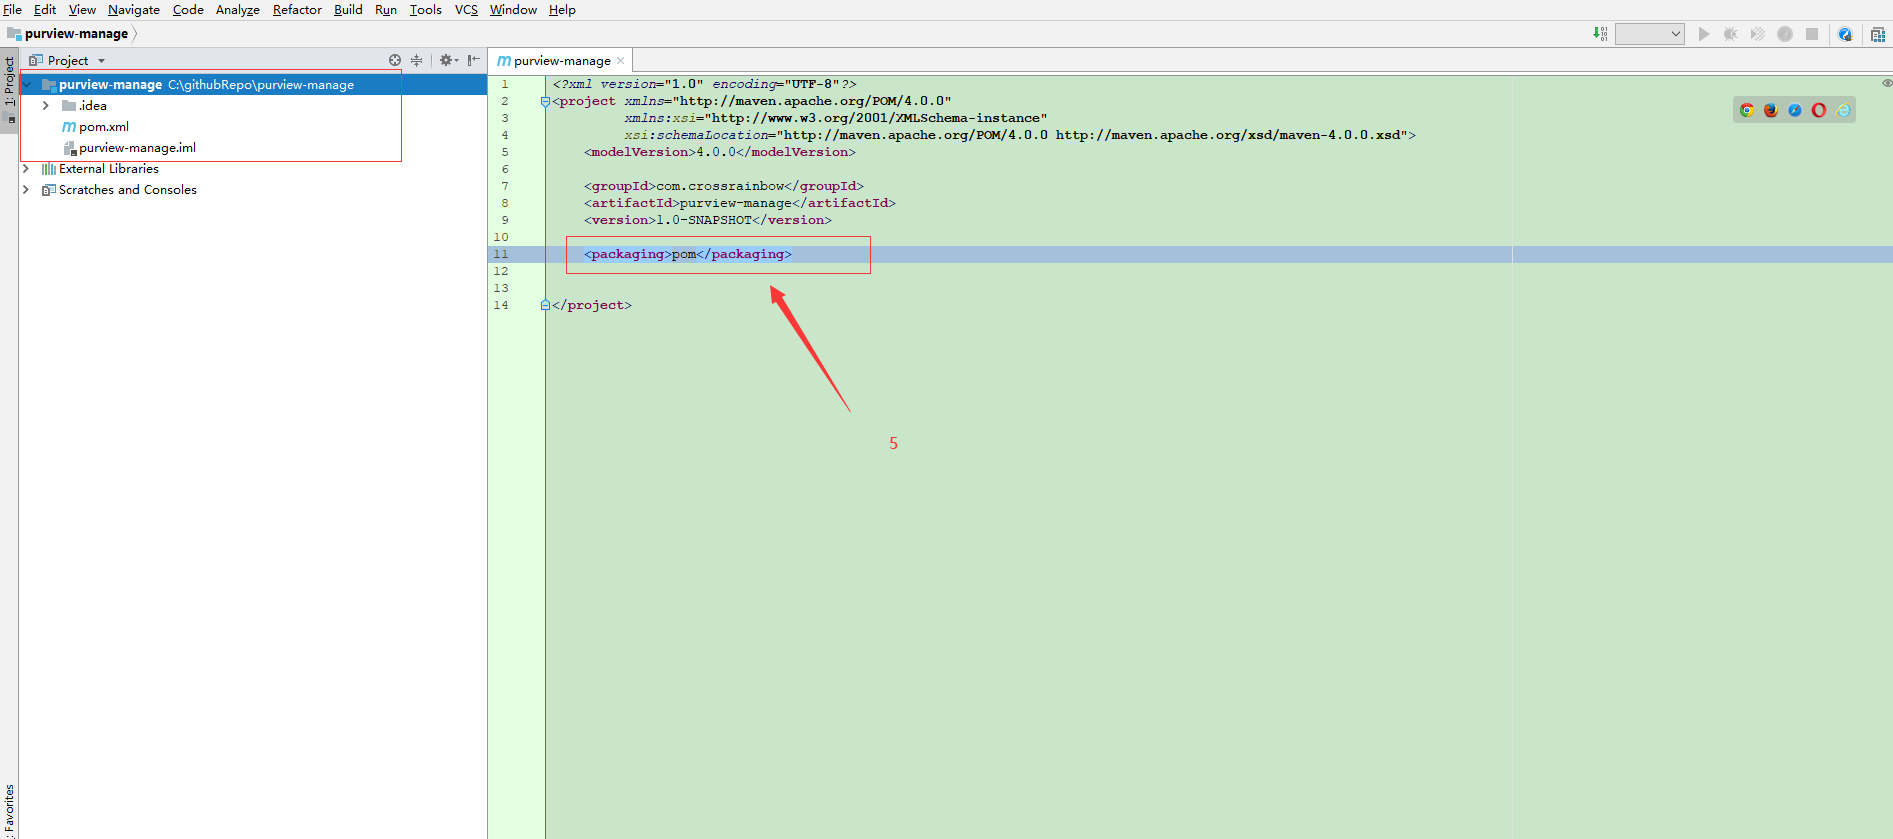 File Edit View Navigate Code Analyze Refactor Build Run Tools VCS Window Help
purview-manage
Project
purview-manage
1: Project
purview-manage C:\githubRepo\purview-manage
.idea
pom.xml
purview-manage.iml
External Libraries
Scratches and Consoles
1 <?xml version="1.0" encoding="UTF-8"?>
2 <project xmlns="http://maven.apache.org/POM/4.0.0"
3 xmlns:xsi="http://www.w3.org/2001/XMLSchema-instance"
4 xsi:schemaLocation="http://maven.apache.org/POM/4.0.0 http://maven.apache.org/xsd/maven-4.0.0.xsd">
5 <modelVersion>4.0.0</modelVersion>
6
7 <groupId>com.crossrainbow</groupId>
8 <artifactId>purview-manage</artifactId>
9 <version>1.0-SNAPSHOT</version>
10
11 <packaging>pom</packaging>
12
13
14 </project>
5
: Favorites